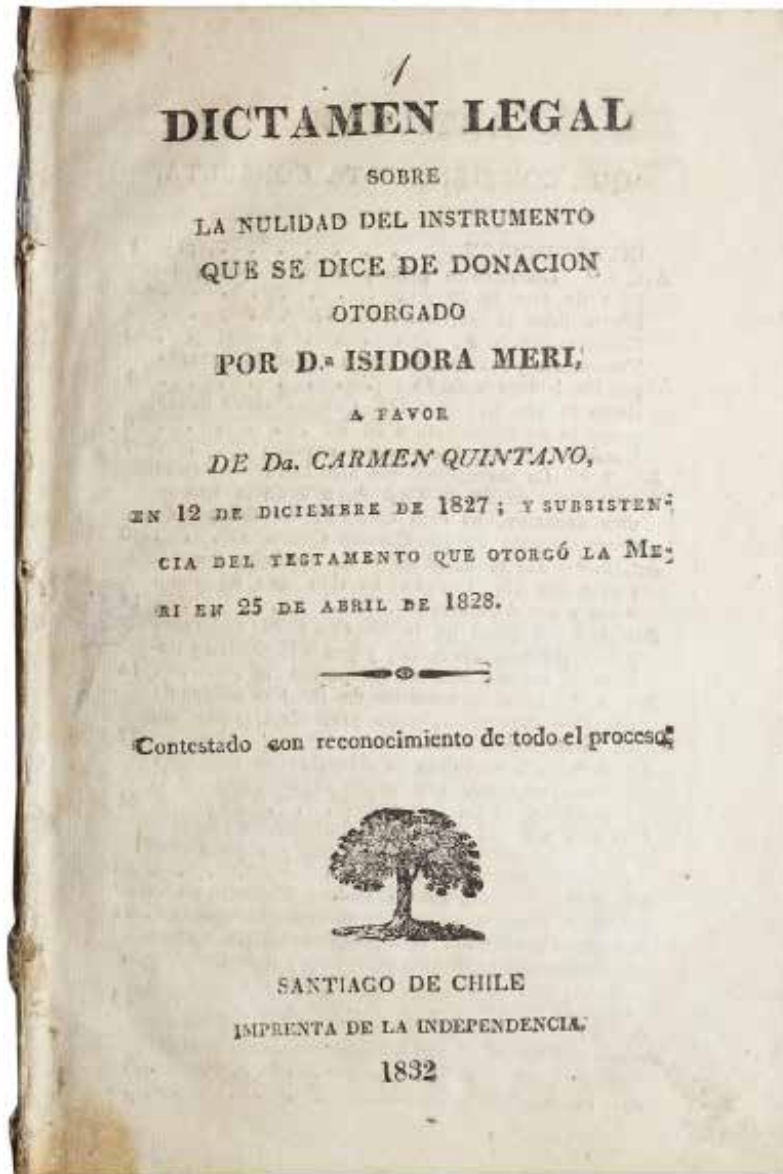 1
DICTAMEN LEGAL
SOBRE
LA NULIDAD DEL INSTRUMENTO
QUE SE DICE DE DONACION
OTORGADO
POR D.ª ISIDORA MERI,
A FAVOR
DE Da. CARMEN QUINTANO,
EN 12 DE DICIEMBRE DE 1827; Y SUBSISTEN-
CIA DEL TESTAMENTO QUE OTORGÓ LA ME-
RI EN 25 DE ABRIL DE 1828.
Contestado con reconocimiento de todo el proceso.
SANTIAGO DE CHILE
IMPRENTA DE LA INDEPENDENCIA.
1832